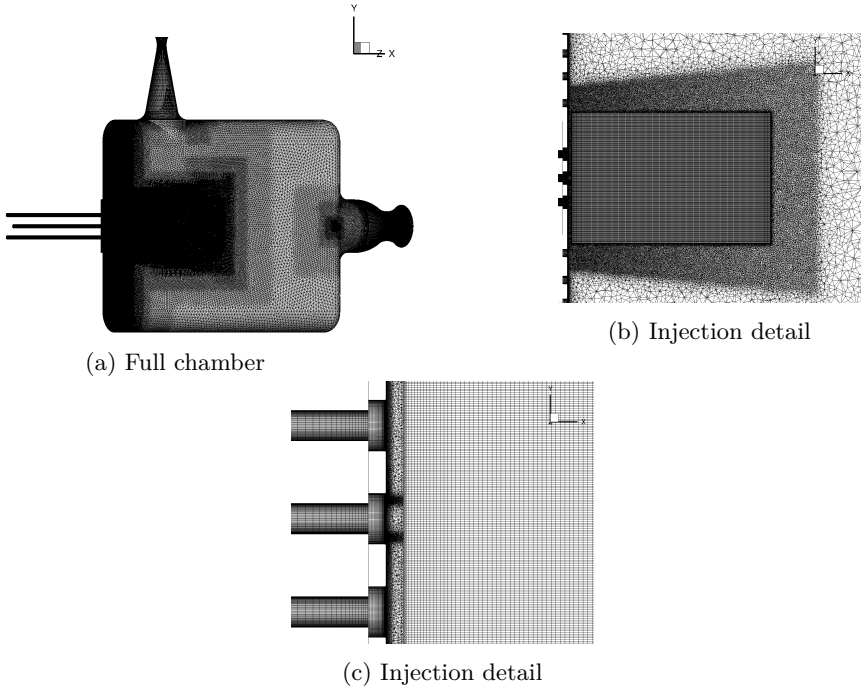 Y
Z X
(a) Full chamber
Y
X
(b) Injection detail
Y
Z X
(c) Injection detail